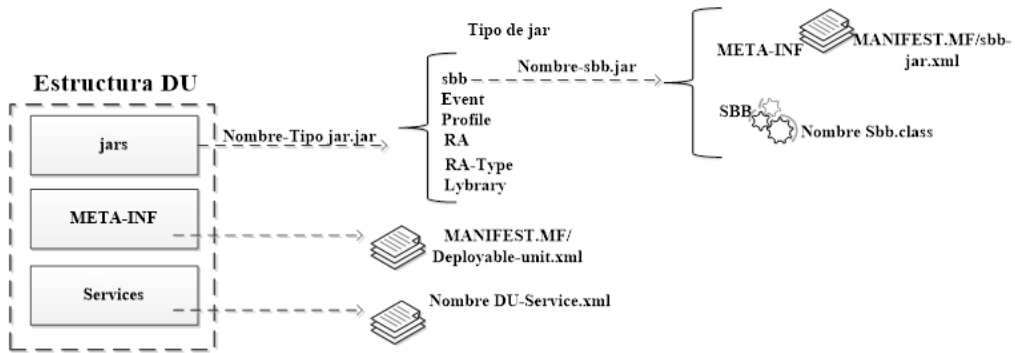 Estructura DU
jars
META-INF
Services
Nombre-Tipo jar.jar
Tipo de jar
sbb
Event
Profile
RA
RA-Type
Lybrary
Nombre-sbb.jar
META-INF
MANIFEST.MF/sbb-
jar.xml
SBB
Nombre Sbb.class
MANIFEST.MF/
Deployable-unit.xml
Nombre DU-Service.xml